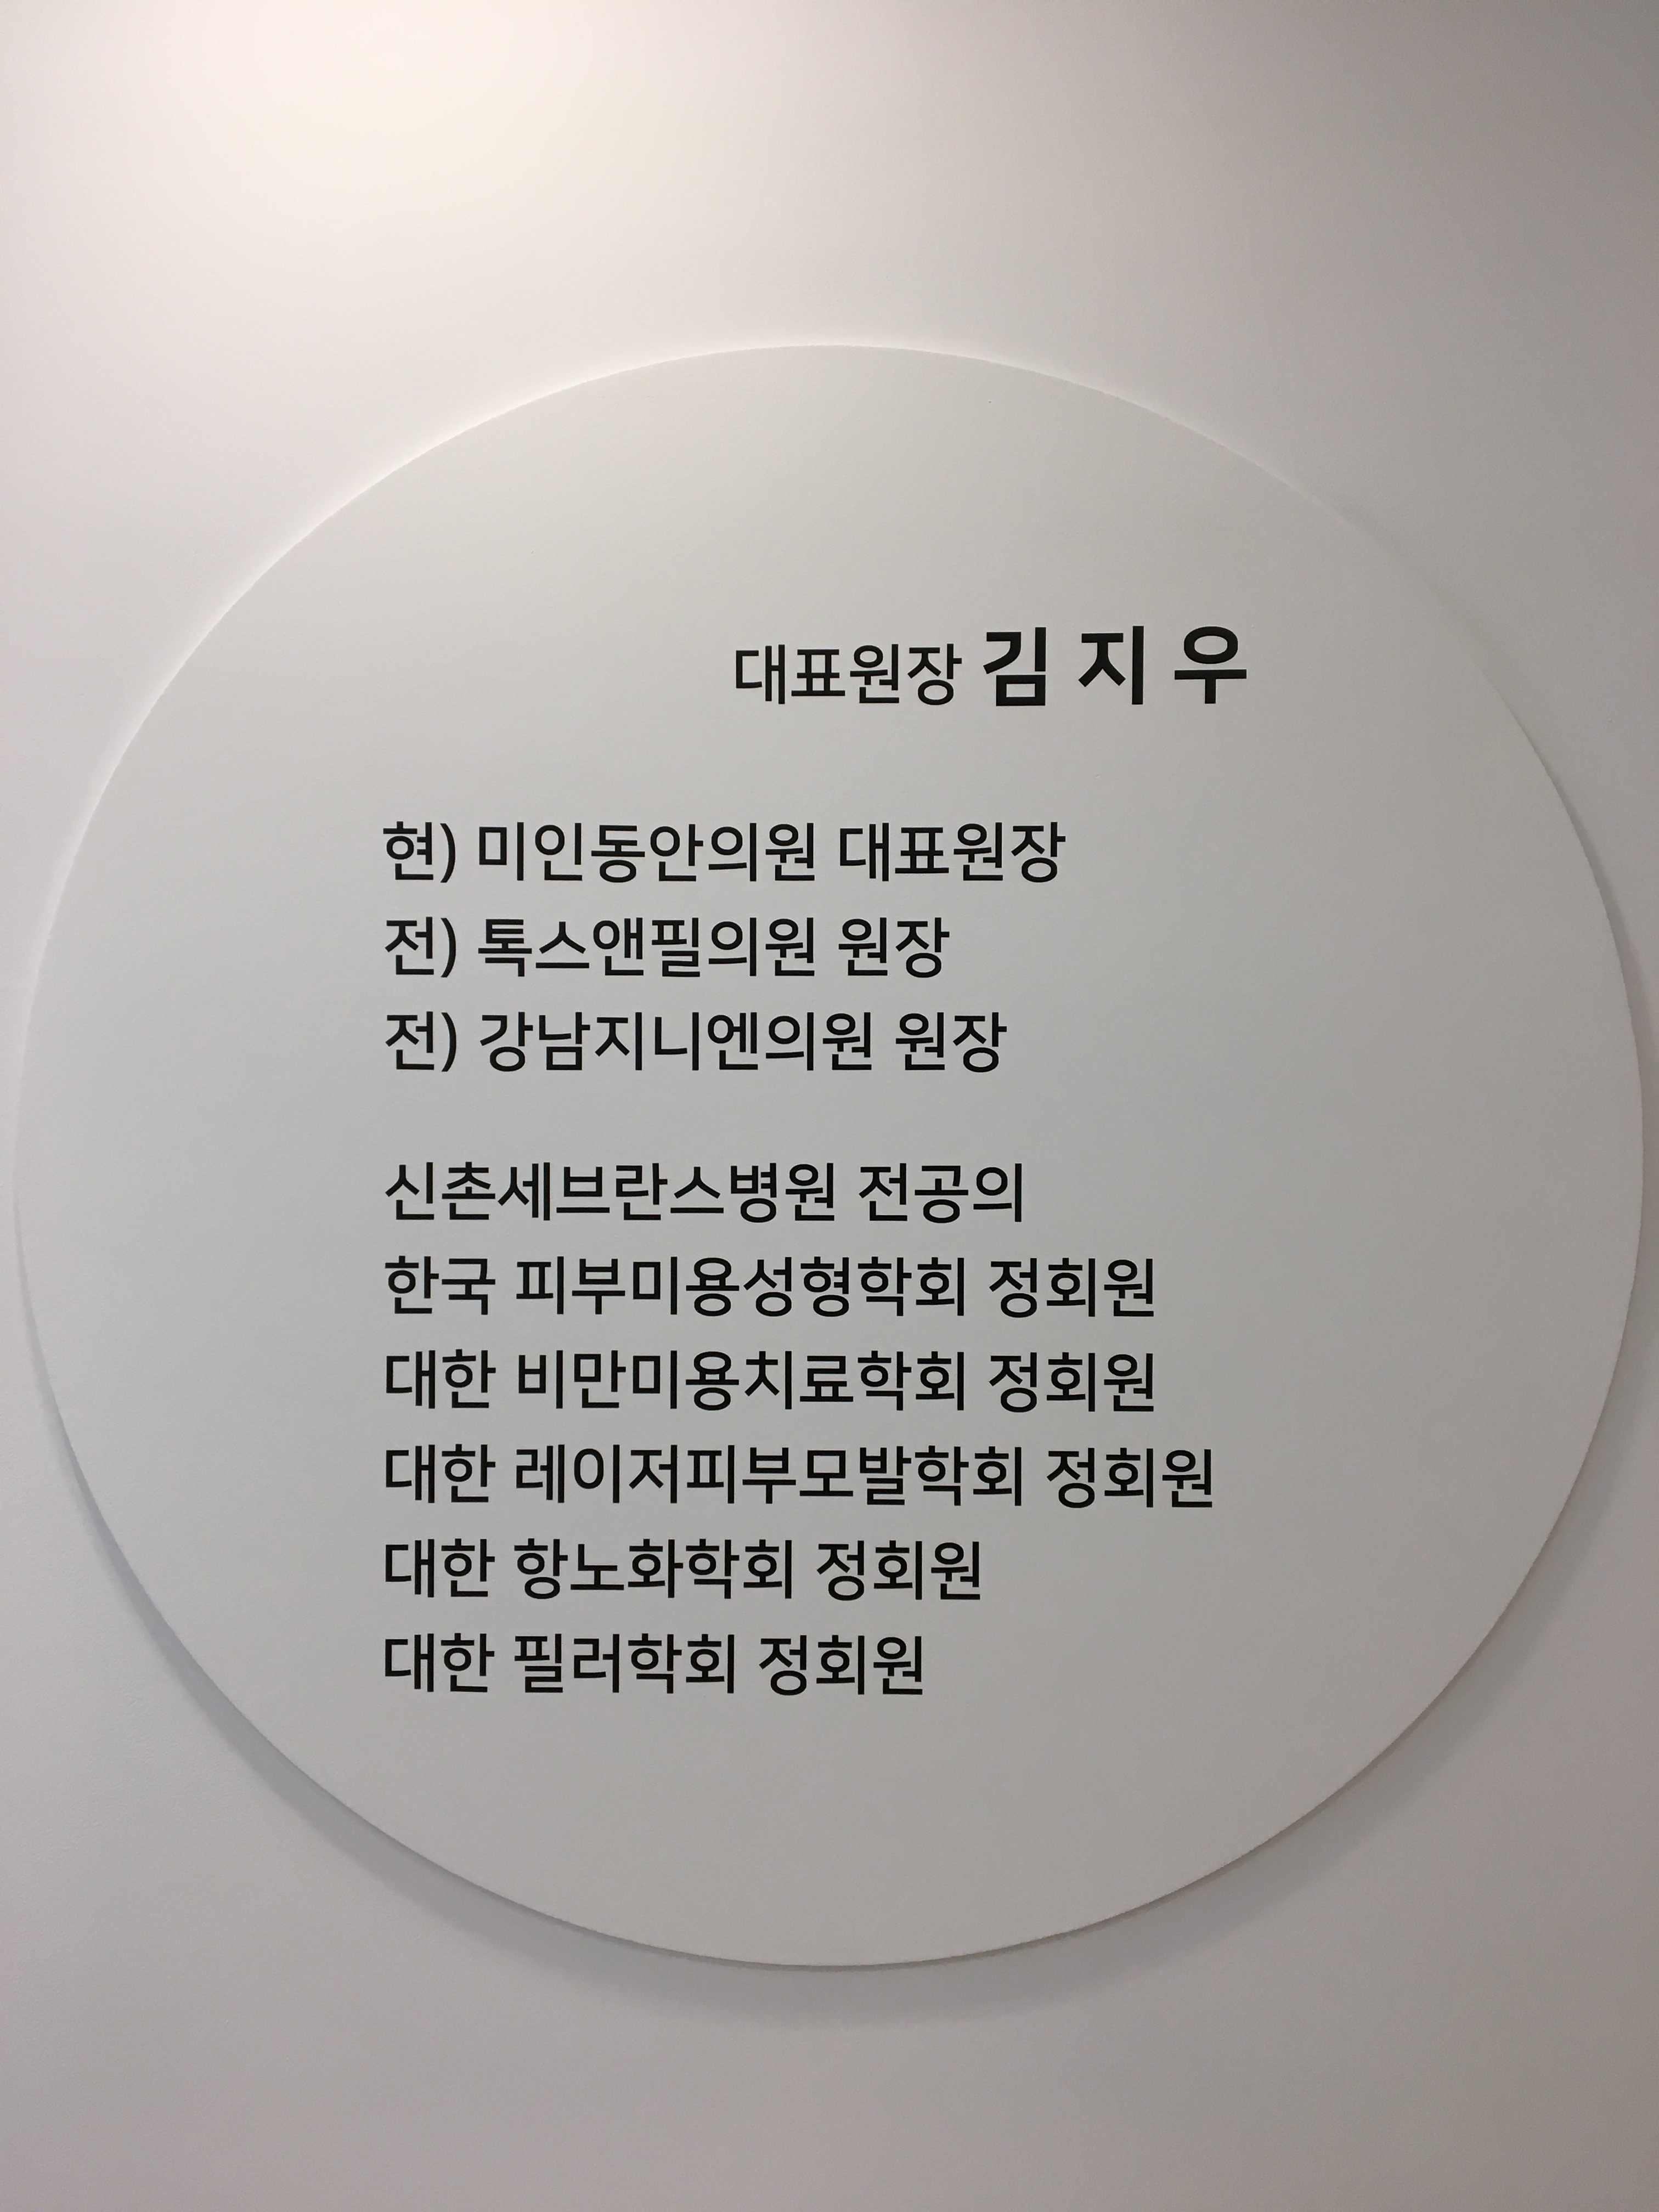 대표원장 김지우
현) 미인동안의원 대표원장
전) 톡스앤필의원 원장
전) 강남지니엔의원 원장
신촌세브란스병원 전공의
한국 피부미용성형학회 정회원
대한 비만미용치료학회 정회원
대한 레이저피부모발학회 정회원
대한 항노화학회 정회원
대한 필러학회 정회원